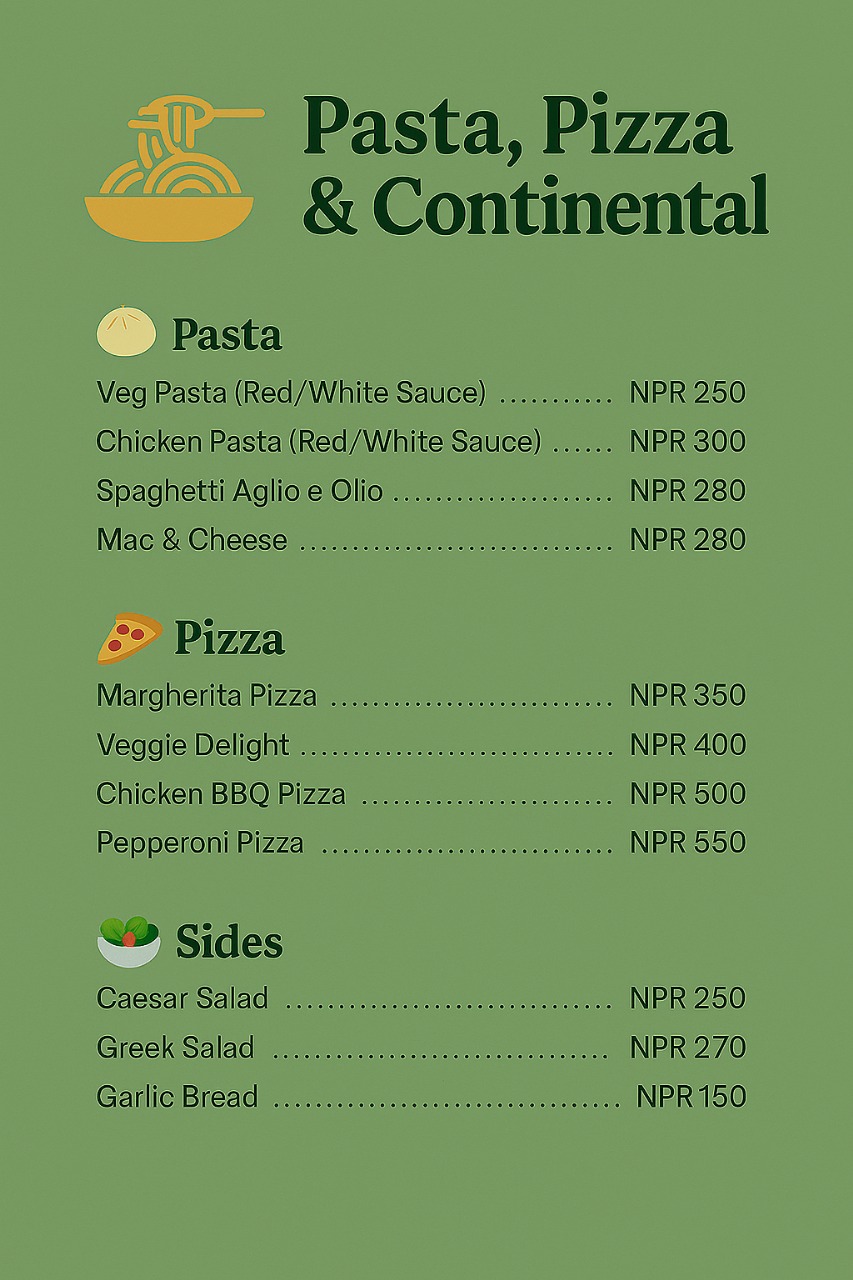 Pasta, Pizza
& Continental
Pasta
Veg Pasta (Red/White Sauce) ........... NPR 250
Chicken Pasta (Red/White Sauce) ...... NPR 300
Spaghetti Aglio e Olio ..................... NPR 280
Mac & Cheese .............................. NPR 280
Pizza
Margherita Pizza ........................... NPR 350
Veggie Delight .............................. NPR 400
Chicken BBQ Pizza ........................ NPR 500
Pepperoni Pizza ............................ NPR 550
Sides
Caesar Salad ............................... NPR 250
Greek Salad ................................ NPR 270
Garlic Bread ................................. NPR 150